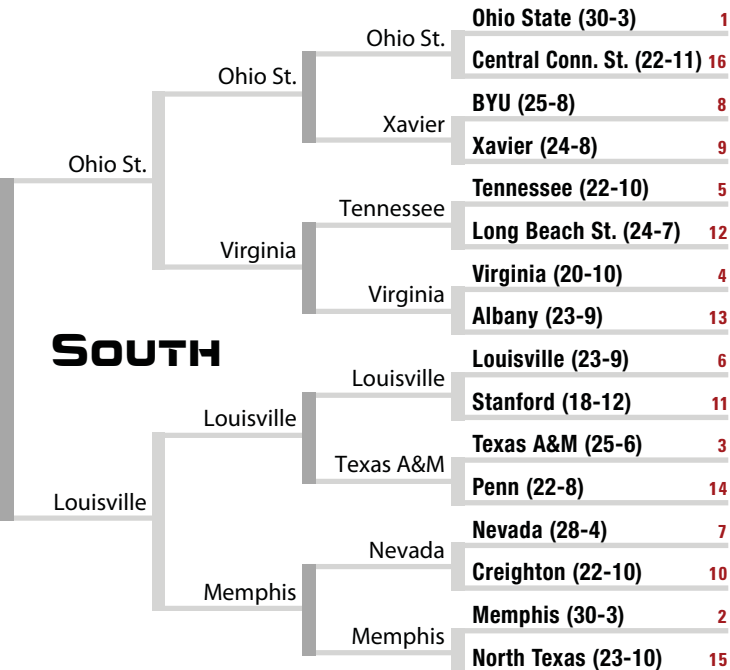 Ohio State (30-3) 1
Ohio St.
Central Conn. St. (22-11) 16
Ohio St.
BYU (25-8) 8
Xavier
Xavier (24-8) 9
Ohio St.
Tennessee (22-10) 5
Tennessee
Long Beach St. (24-7) 12
Virginia
Virginia (20-10) 4
Virginia
Albany (23-9) 13
SOUTH
Louisville (23-9) 6
Louisville
Stanford (18-12) 11
Louisville
Texas A&M (25-6) 3
Texas A&M
Penn (22-8) 14
Louisville
Nevada (28-4) 7
Nevada
Creighton (22-10) 10
Memphis
Memphis (30-3) 2
Memphis
North Texas (23-10) 15